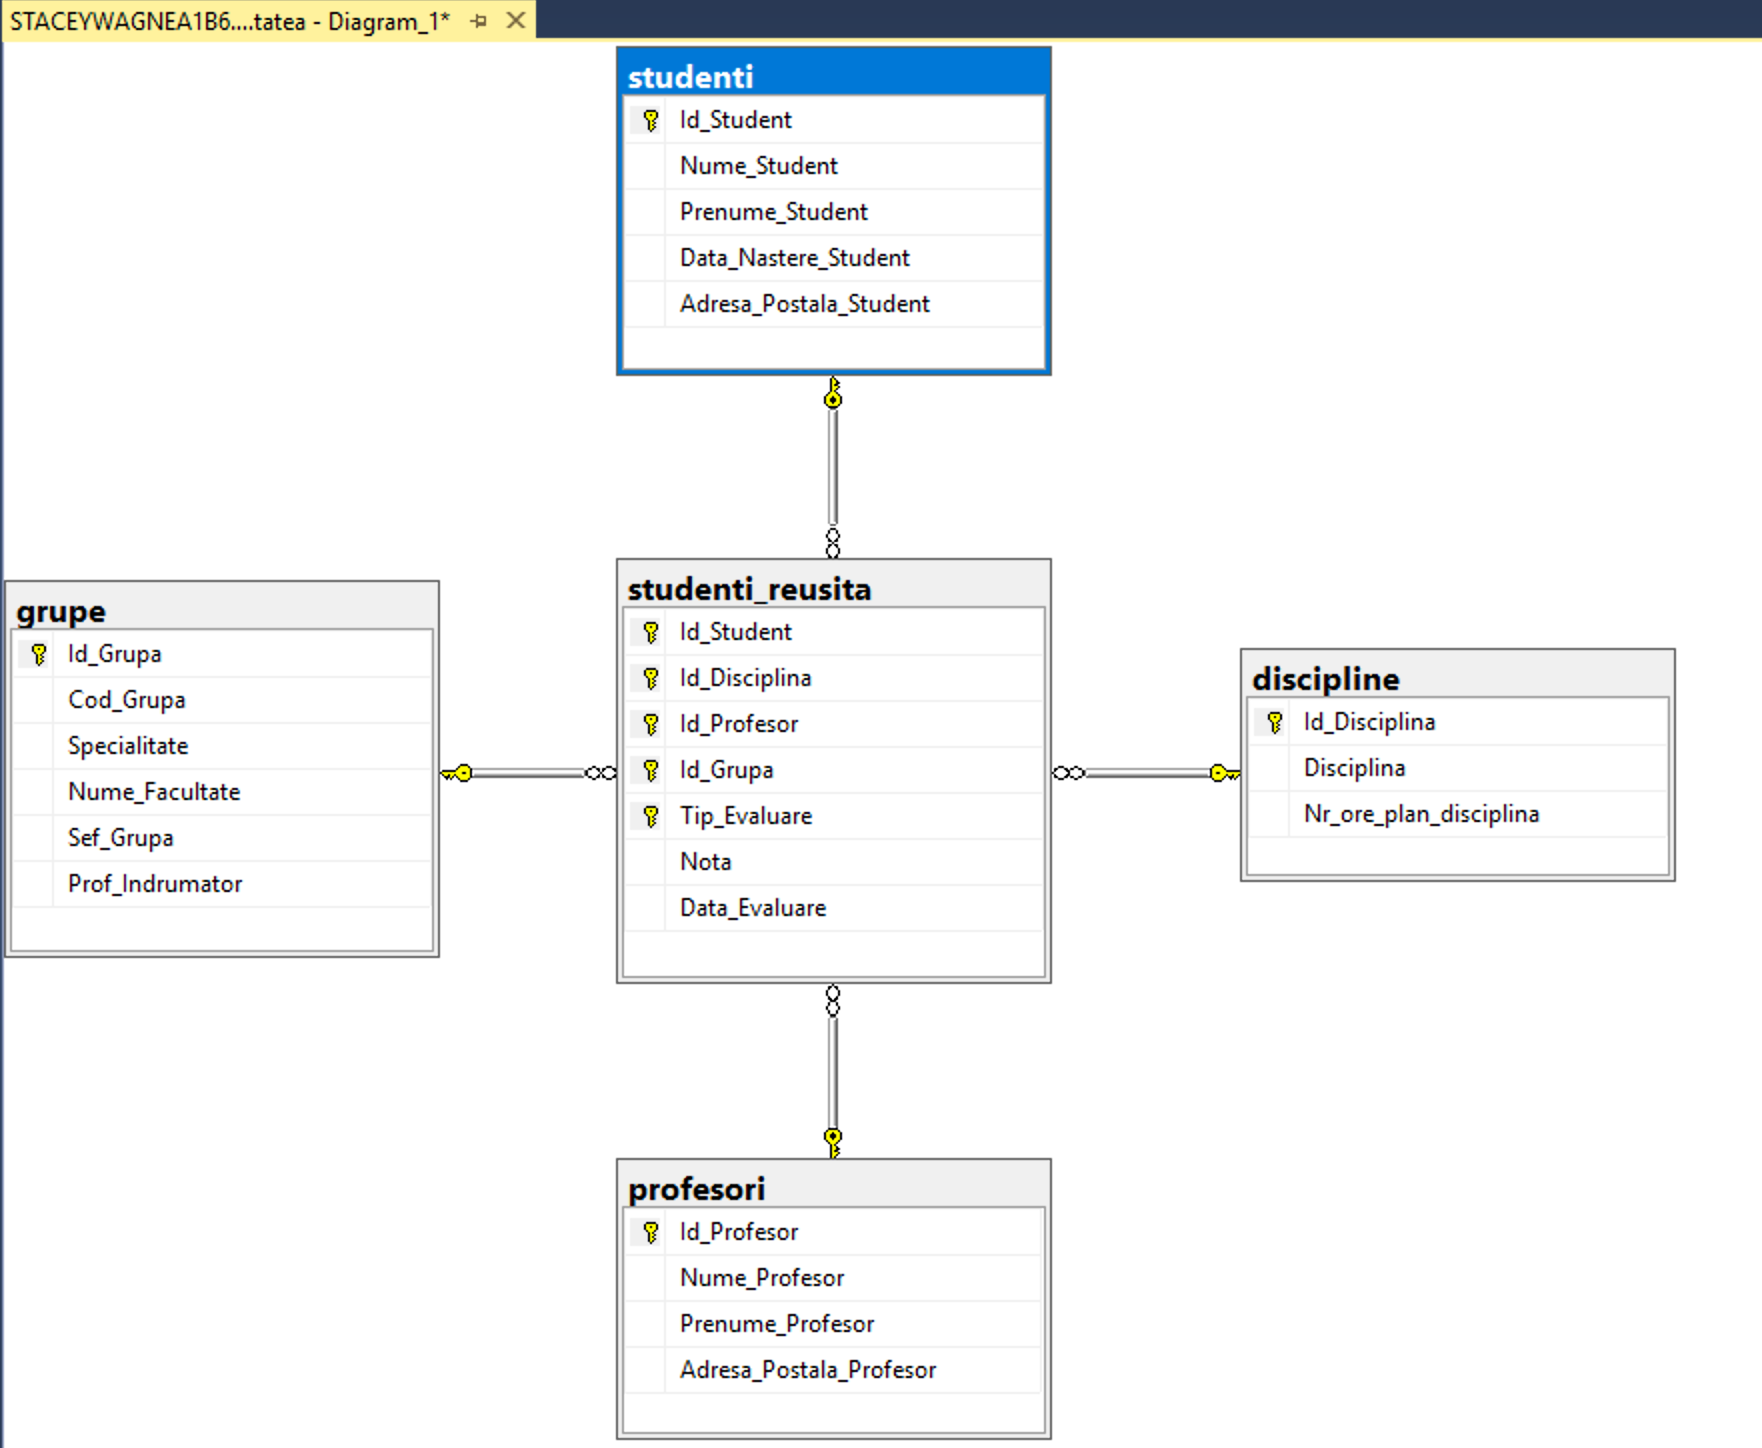 STACEYWAGNEA1B6....tatea - Diagram_1*
studenti
Id_Student
Nume_Student
Prenume_Student
Data_Nastere_Student
Adresa_Postala_Student
grupe
Id_Grupa
Cod_Grupa
Specialitate
Nume_Facultate
Sef_Grupa
Prof_Indrumator
studenti_reusita
Id_Student
Id_Disciplina
Id_Profesor
Id_Grupa
Tip_Evaluare
Nota
Data_Evaluare
discipline
Id_Disciplina
Disciplina
Nr_ore_plan_disciplina
profesori
Id_Profesor
Nume_Profesor
Prenume_Profesor
Adresa_Postala_Profesor